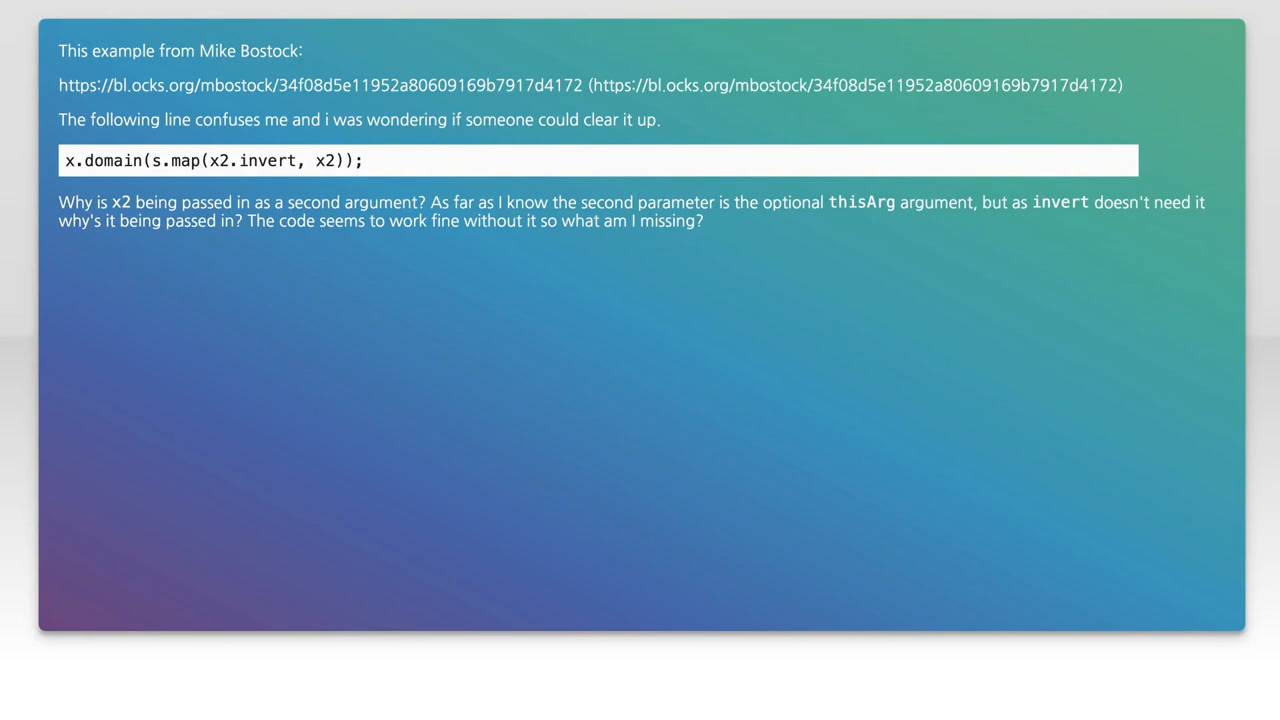 This example from Mike Bostock:
https://bl.ocks.org/mbostock/34f08d5e11952a80609169b7917d4172 (https://bl.ocks.org/mbostock/34f08d5e11952a80609169b7917d4172)
The following line confuses me and i was wondering if someone could clear it up.
x.domain(s.map(x2.invert, x2));
Why is x2 being passed in as a second argument? As far as I know the second parameter is the optional thisArg argument, but as invert doesn't need it
why's it being passed in? The code seems to work fine without it so what am I missing?